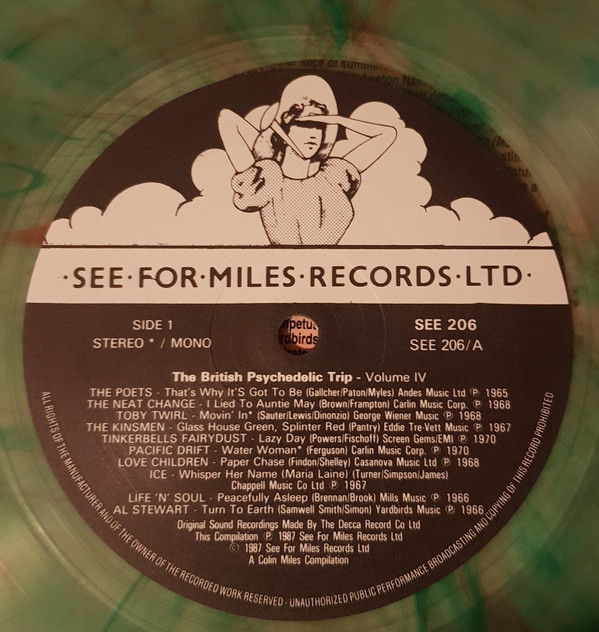 ·SEE·FOR·MILES·RECORDS·LTD·
SIDE 1
STEREO * / MONO
SEE 206
SEE 206/A
The British Psychedelic Trip - Volume IV
THE POETS - That's Why It'S Got To Be (Gallcher/Paton/Myles) Andes Music Ltd ℗ 1965
THE NEAT CHANGE - I Lied To Auntie May (Brown/Frampton) Carlin Music Corp. ℗ 1968
TOBY TWIRL - Movin' In* (Sauter/Lewis/Dinonzio) George Wiener Music ℗ 1968
THE KINSMEN - Glass House Green, Splinter Red (Pantry) Eddie Tre-Vett Music ℗ 1967
TINKERBELLS FAIRYDUST - Lazy Day (Powers/Fischoff) Screen Gems/EMI ℗ 1970
PACIFIC DRIFT - Water Woman* (Ferguson) Carlin Music Corp. ℗ 1970
LOVE CHILDREN - Paper Chase (Findon/Shelley) Casanova Music Ltd ℗ 1968
ICE - Whisper Her Name (Maria Laine) (Turner/Simpson/James)
Chappell Music Co Ltd ℗ 1967
LIFE 'N' SOUL - Peacefully Asleep (Brennan/Brook) Mills Music ℗ 1966
AL STEWART - Turn To Earth (Samwell Smith/Simon) Yardbirds Music ℗ 1966
Original Sound Recordings Made By The Decca Record Co Ltd
This Compilation ℗ 1987 See For Miles Records Ltd
© 1987 See For Miles Records Ltd
A Colin Miles Compilation
ALL RIGHTS OF THE MANUFACTURER AND OF THE OWNER OF THE RECORDED WORK RESERVED - UNAUTHORIZED PUBLIC PERFORMANCE BROADCASTING AND COPYING OF THIS RECORD PROHIBITED